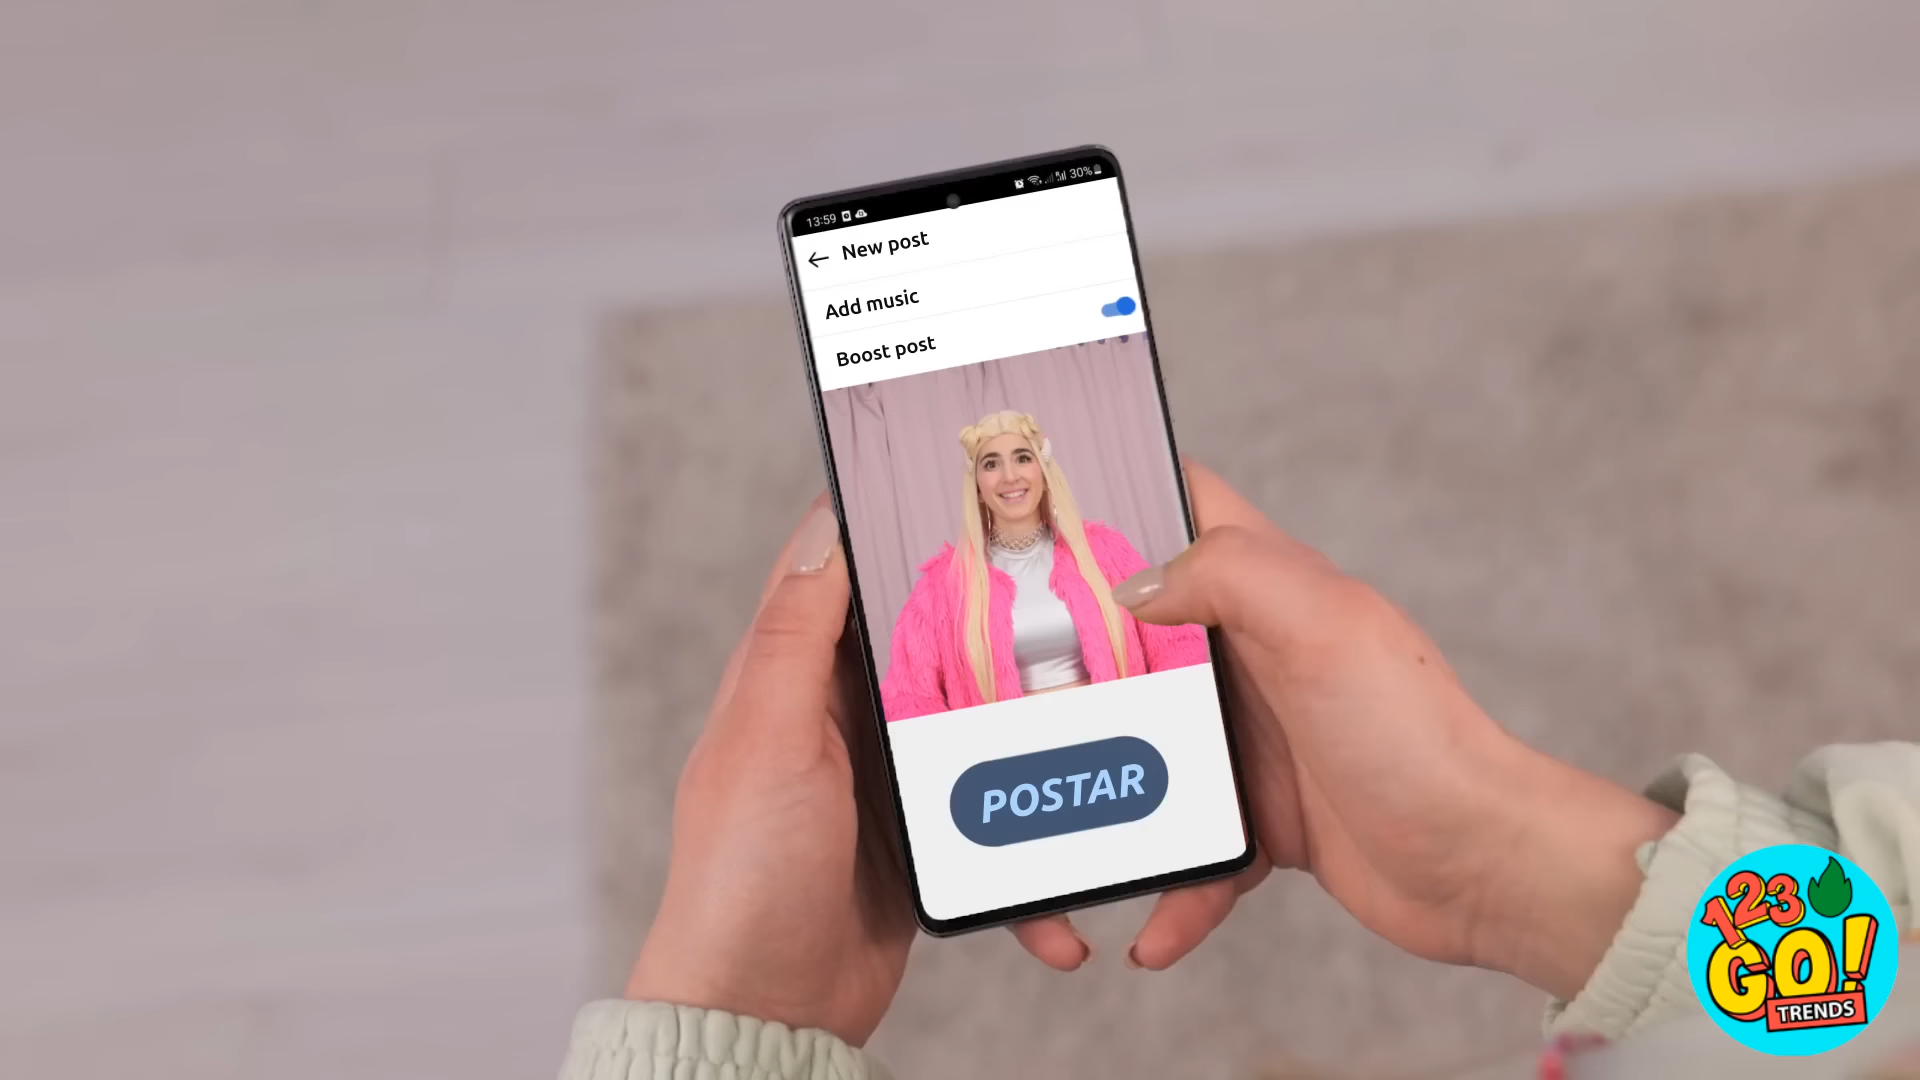 13:59
30%
New post
Add music
Boost post
POSTAR
123
GO!
TRENDS